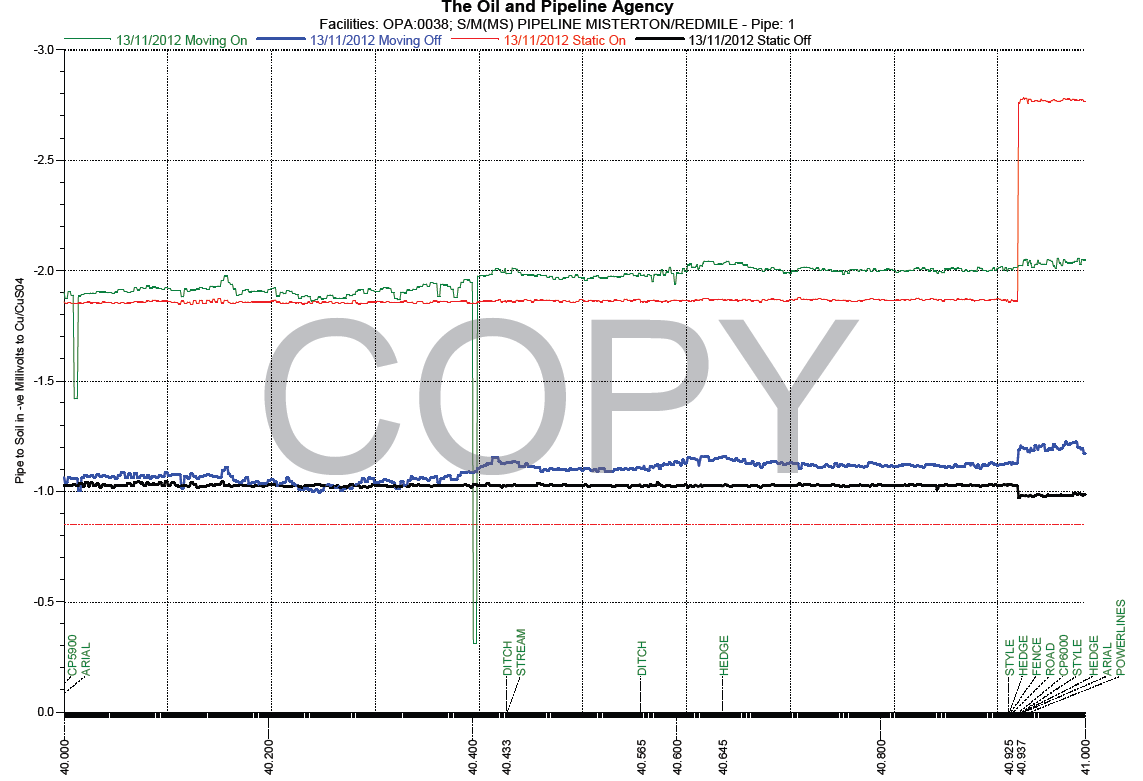 The Oil and Pipeline Agency
Facilities: OPA:0038; S/M(MS) PIPELINE MISTERTON/REDMILE - Pipe: 1
13/11/2012 Moving On 13/11/2012 Moving Off 13/11/2012 Static On 13/11/2012 Static Off
Pipe to Soil in -ve Millivolts to Cu/CuSO4
-3.0
-2.5
-2.0
-1.5
-1.0
-0.5
0.0
COPY
CP5900
ARIAL
DITCH
STREAM
DITCH
HEDGE
STYLE
HEDGE
FENCE
ROAD
CP6000
STYLE
HEDGE
ARIAL
POWERLINES
40.000
40.200
40.400
40.433
40.565
40.600
40.645
40.800
40.925
40.937
41.000